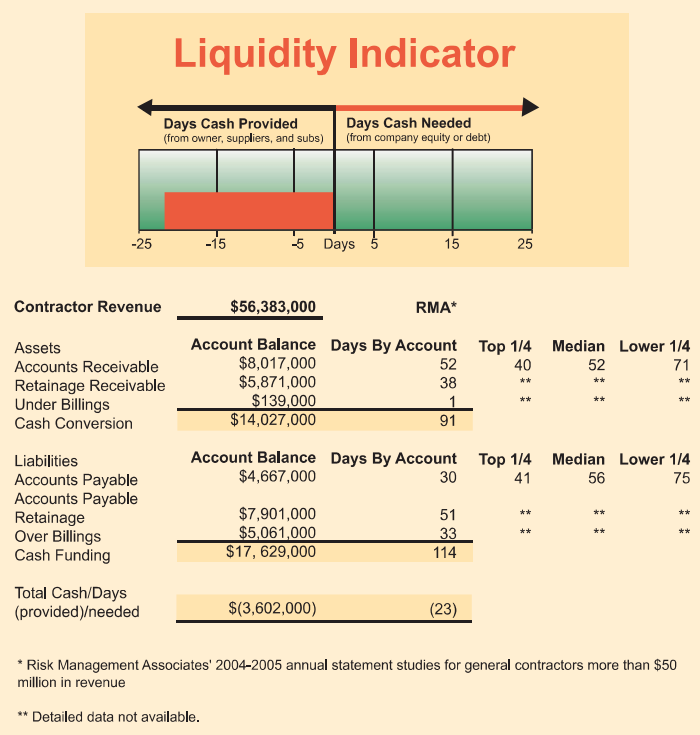 Liquidity Indicator
Days Cash Provided
(from owner, suppliers, and subs)
Days Cash Needed
(from company equity or debt)
-25 -15 -5 Days 5 15 25
Contractor Revenue $56,383,000 RMA*
Assets Account Balance Days By Account Top 1/4 Median Lower 1/4
Accounts Receivable $8,017,000 52 40 52 71
Retainage Receivable $5,871,000 38 ** ** **
Under Billings $139,000 1 ** ** **
Cash Conversion $14,027,000 91
Liabilities Account Balance Days By Account Top 1/4 Median Lower 1/4
Accounts Payable $4,667,000 30 41 56 75
Accounts Payable
Retainage $7,901,000 51 ** ** **
Over Billings $5,061,000 33 ** ** **
Cash Funding $17, 629,000 114
Total Cash/Days
(provided)/needed $(3,602,000) (23)
* Risk Management Associates' 2004-2005 annual statement studies for general contractors more than $50
million in revenue
** Detailed data not available.